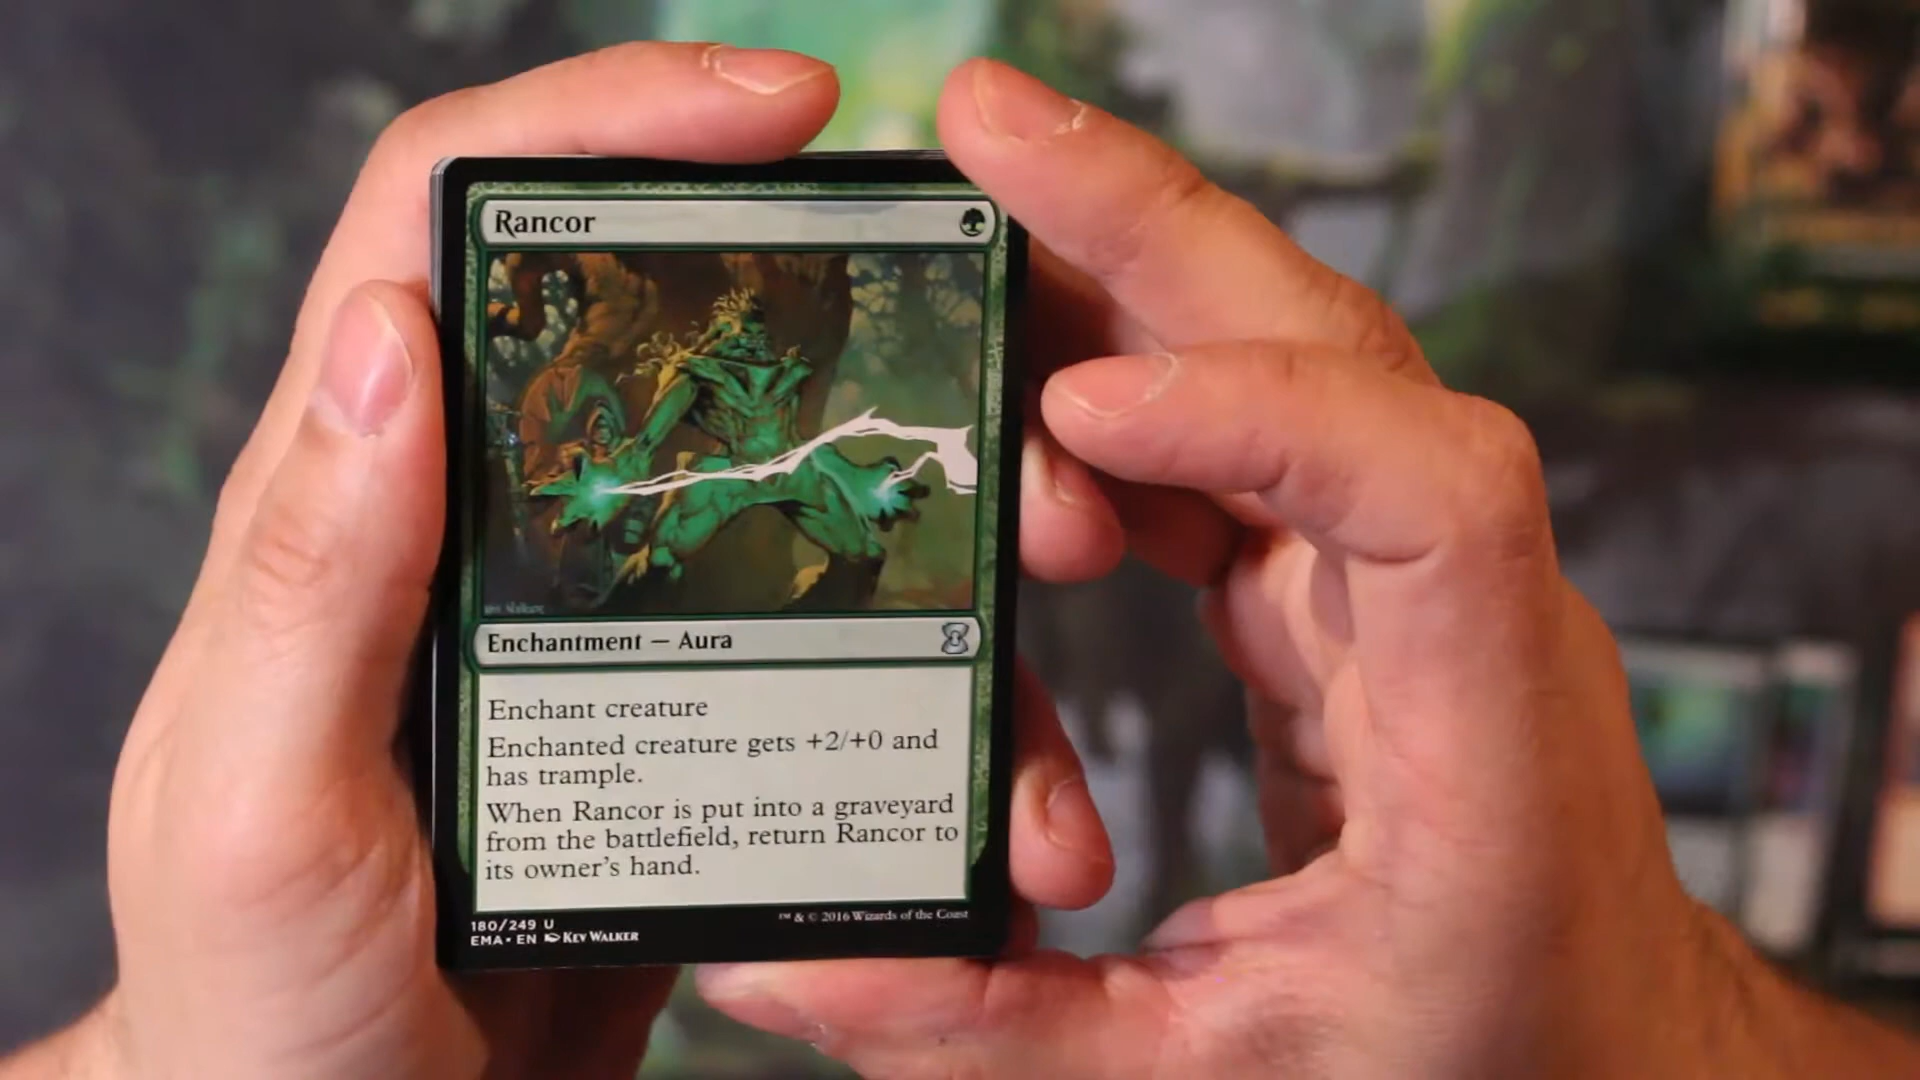 Rancor
Enchantment — Aura
Enchant creature
Enchanted creature gets +2/+0 and
has trample.
When Rancor is put into a graveyard
from the battlefield, return Rancor to
its owner's hand.
180/249 U
™ & © 2016 Wizards of the Coast
EMA • EN Kev Walker